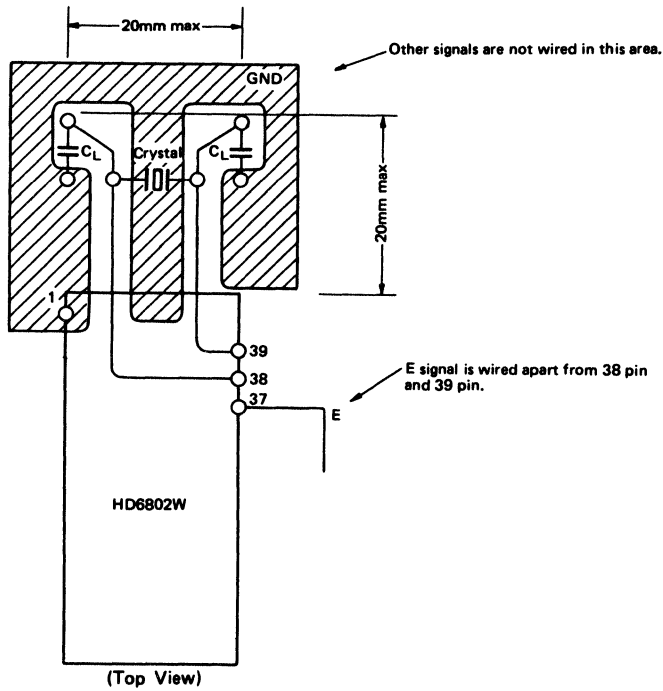 20mm max
Other signals are not wired in this area.
GND
CL
Crystal
CL
20mm max
1
39
38
37
E
E signal is wired apart from 38 pin
and 39 pin.
HD6802W
(Top View)